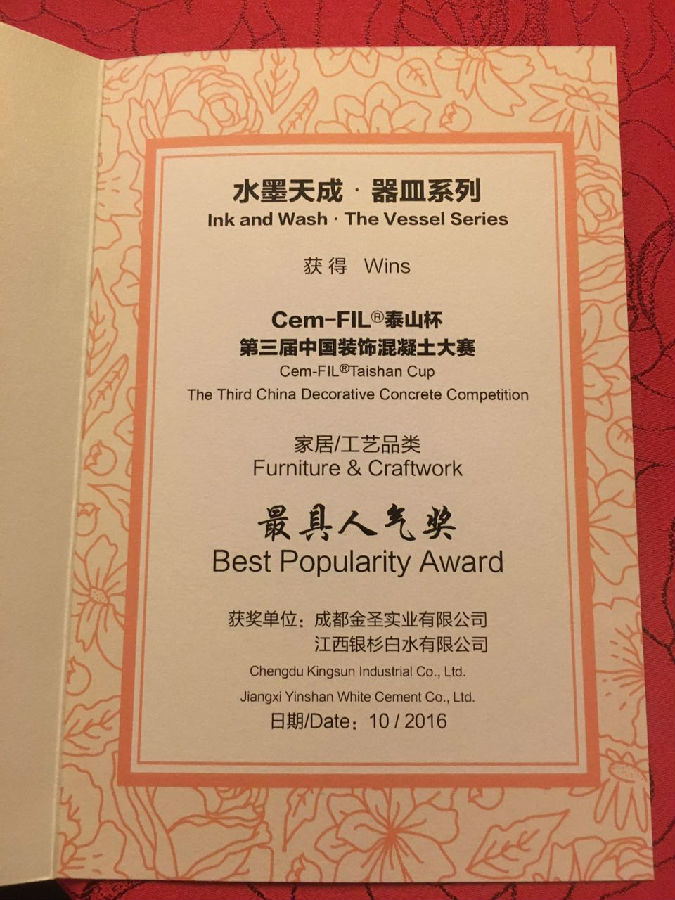 水墨天成 · 器皿系列
Ink and Wash · The Vessel Series
获得 Wins
Cem-FIL®泰山杯
第三届中国装饰混凝土大赛
Cem-FIL®Taishan Cup
The Third China Decorative Concrete Competition
家居/工艺品类
Furniture & Craftwork
最具人气奖
Best Popularity Award
获奖单位：成都金圣实业有限公司
江西银杉白水有限公司
Chengdu Kingsun Industrial Co., Ltd.
Jiangxi Yinshan White Cement Co., Ltd.
日期/Date：10 / 2016